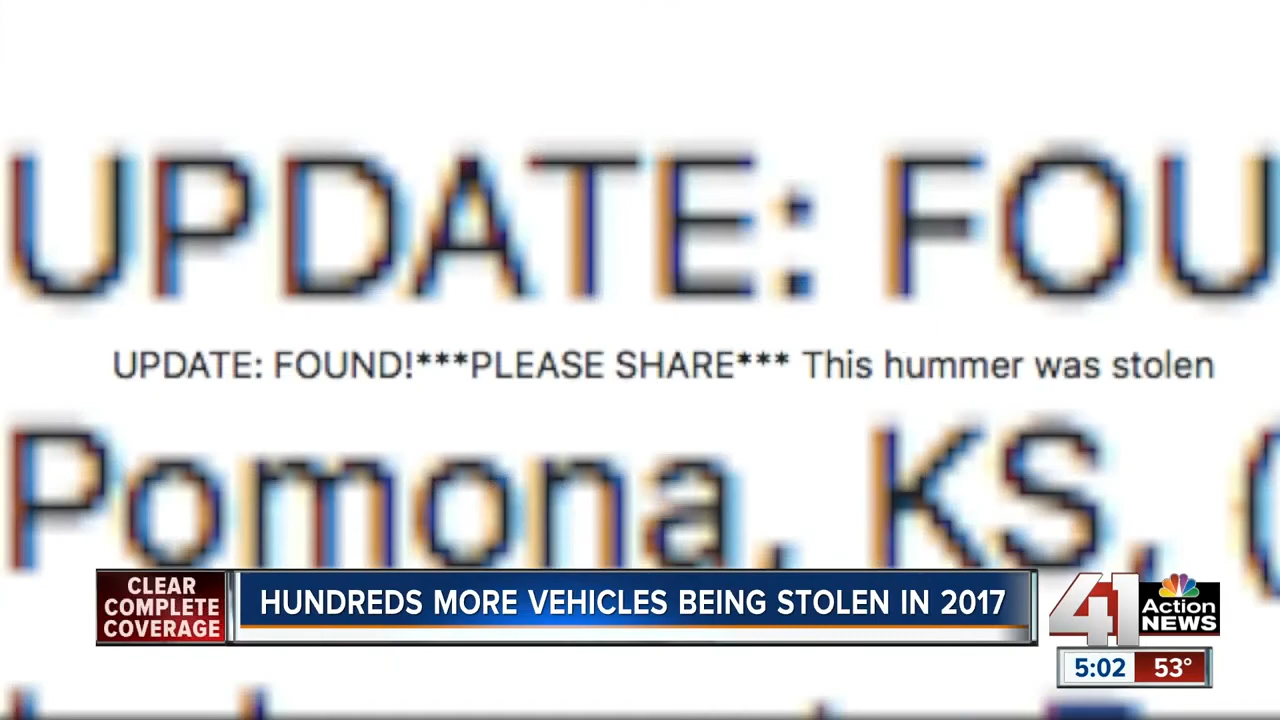 UPDATE: FOU
UPDATE: FOUND!***PLEASE SHARE*** This hummer was stolen
Pomona, KS, (
CLEAR
COMPLETE
COVERAGE
HUNDREDS MORE VEHICLES BEING STOLEN IN 2017
41
Action
NEWS
5:02 53°